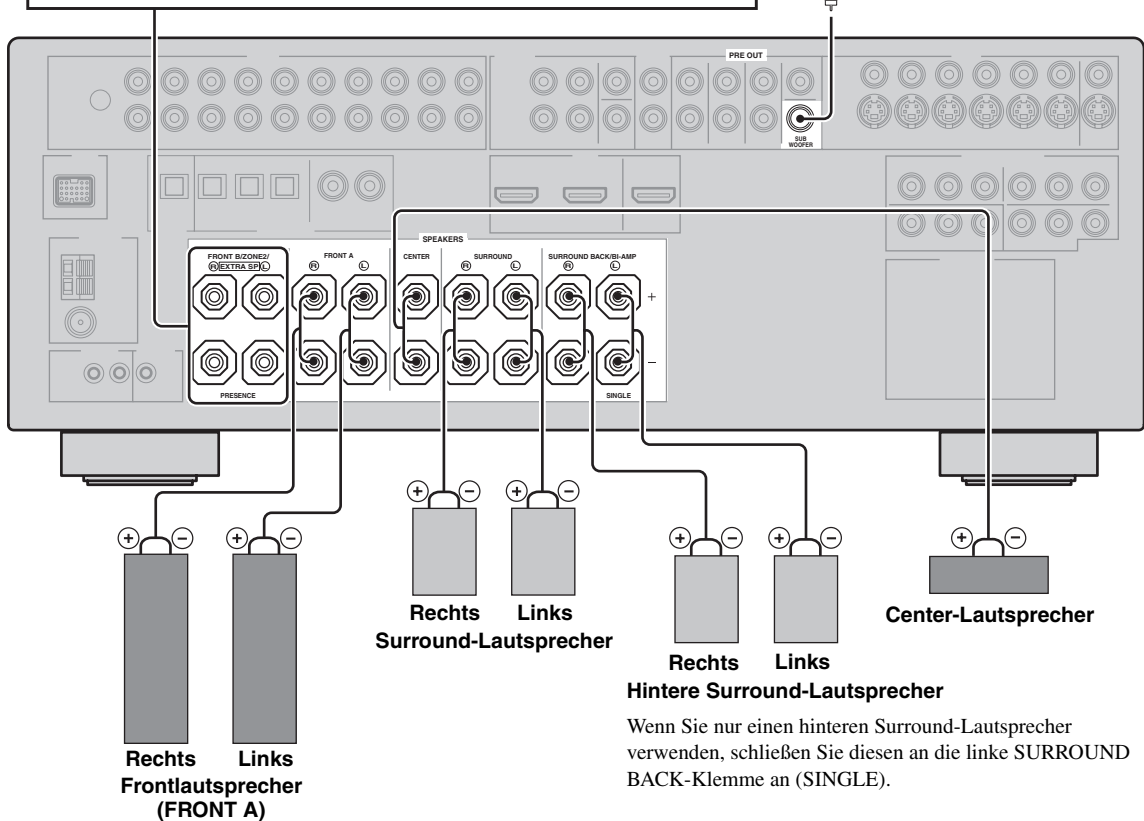 PRE OUT
SUB
WOOFER
SPEAKERS
FRONT B/ZONE2/
R EXTRA SP L
FRONT A
R L
CENTER
SURROUND
R L
SURROUND BACK/BI-AMP
R L
+
–
PRESENCE
SINGLE
+ –
+ –
+ –
+ –
+ –
+ –
+ –
Rechts Links
Surround-Lautsprecher
Center-Lautsprecher
Rechts Links
Hintere Surround-Lautsprecher
Wenn Sie nur einen hinteren Surround-Lautsprecher
verwenden, schließen Sie diesen an die linke SURROUND
BACK-Klemme an (SINGLE).
Rechts Links
Frontlautsprecher
(FRONT A)